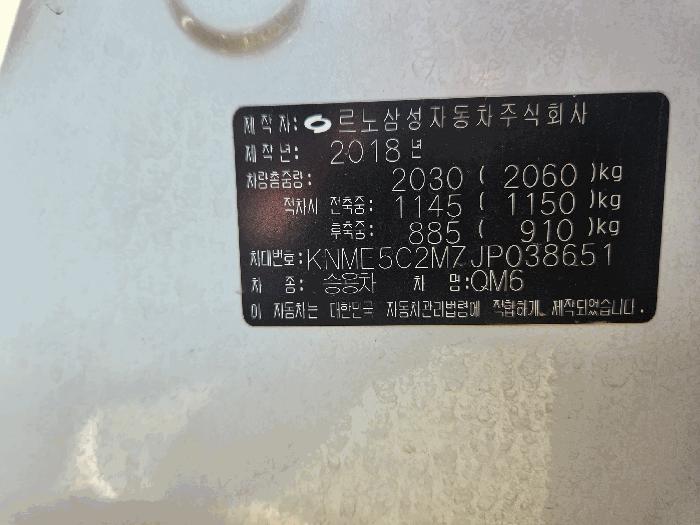 제 작 자: 르노삼성자동차주식회사
제 작 년: 2018 년
차량총중량: 2030 ( 2060 )kg
적차시 전축중: 1145 ( 1150 )kg
후축중: 885 ( 910 )kg
차대번호:KNME5C2MZJP038651
차 종: 승용차 차 명:QM6
이 자동차는 대한민국 자동차관리법령에 적합하게 제작되었습니다.